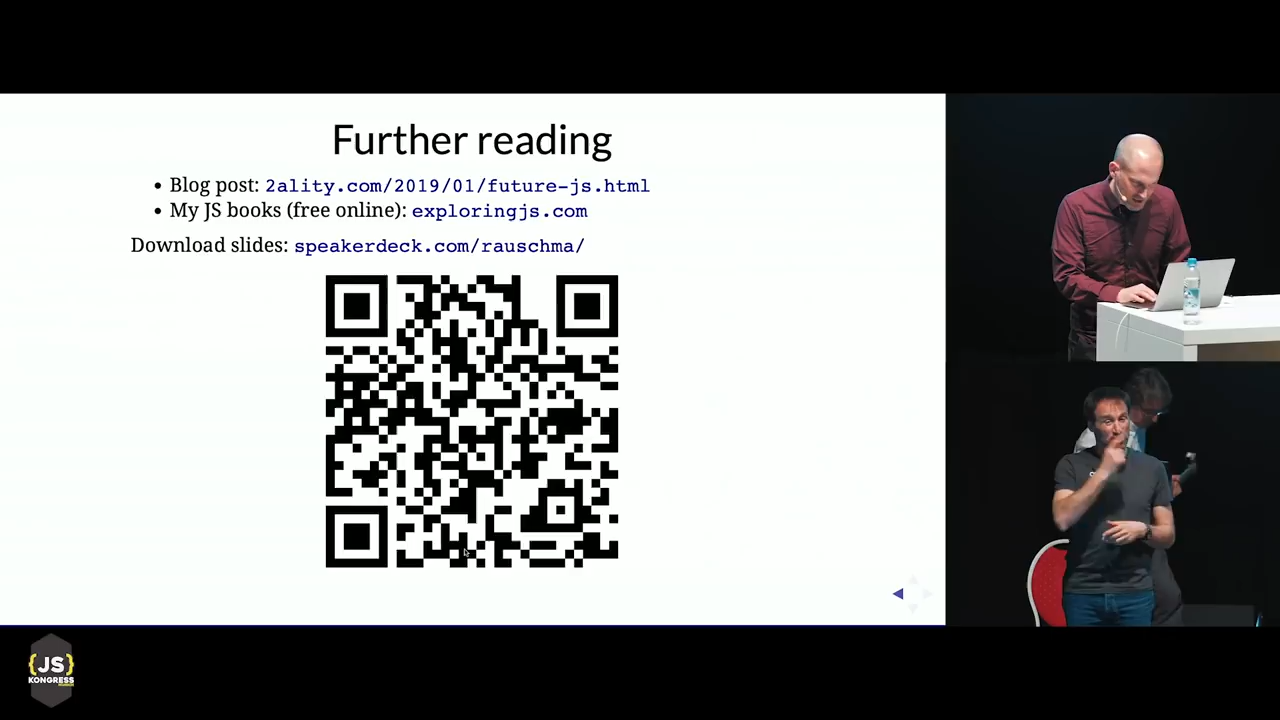 Further reading
• Blog post: 2ality.com/2019/01/future-js.html
• My JS books (free online): exploringjs.com
Download slides: speakerdeck.com/rauschma/
{JS}
KONGRESS